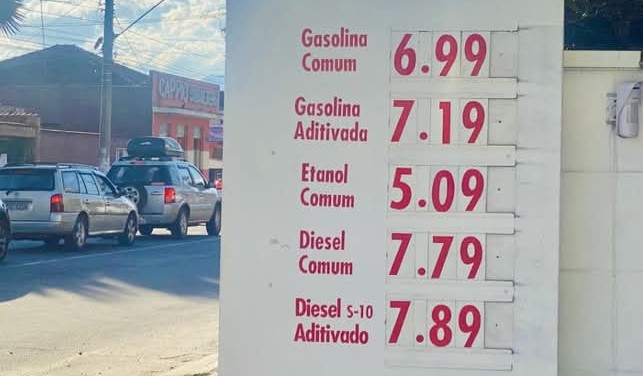 Gasolina
Comum 6.99
Gasolina
Aditivada 7.19
Etanol
Comum 5.09
Diesel
Comum 7.79
Diesel S-10
Aditivado 7.89